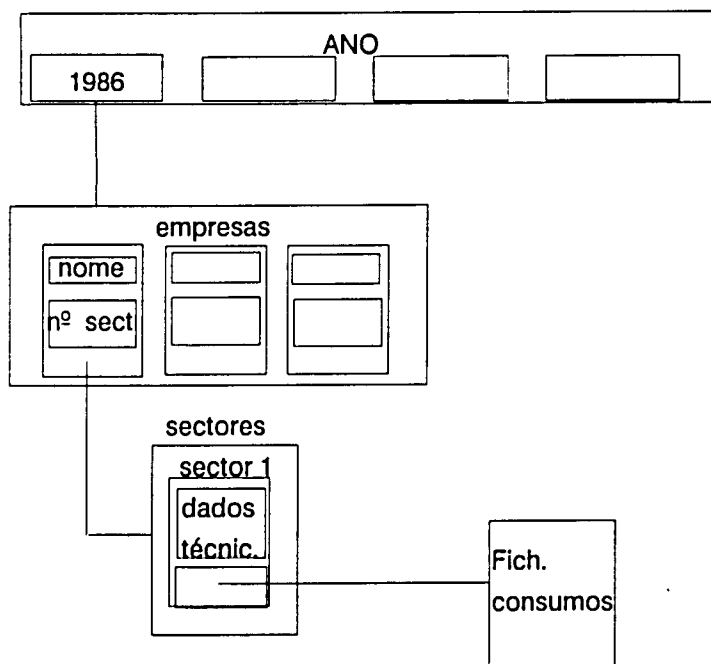 ANO
1986
empresas
nome
nº sect
sectores
sector 1
dados
técnic.
Fich.
consumos